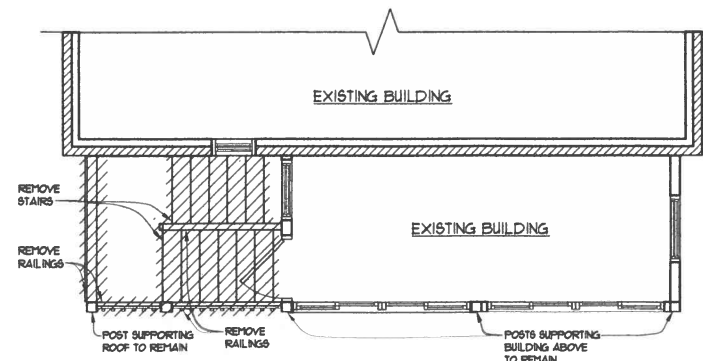 EXISTING BUILDING
REMOVE
STAIRS
EXISTING BUILDING
REMOVE
RAILINGS
POST SUPPORTING
ROOF TO REMAIN
REMOVE
RAILINGS
POSTS SUPPORTING
BUILDING ABOVE
TO REMAIN